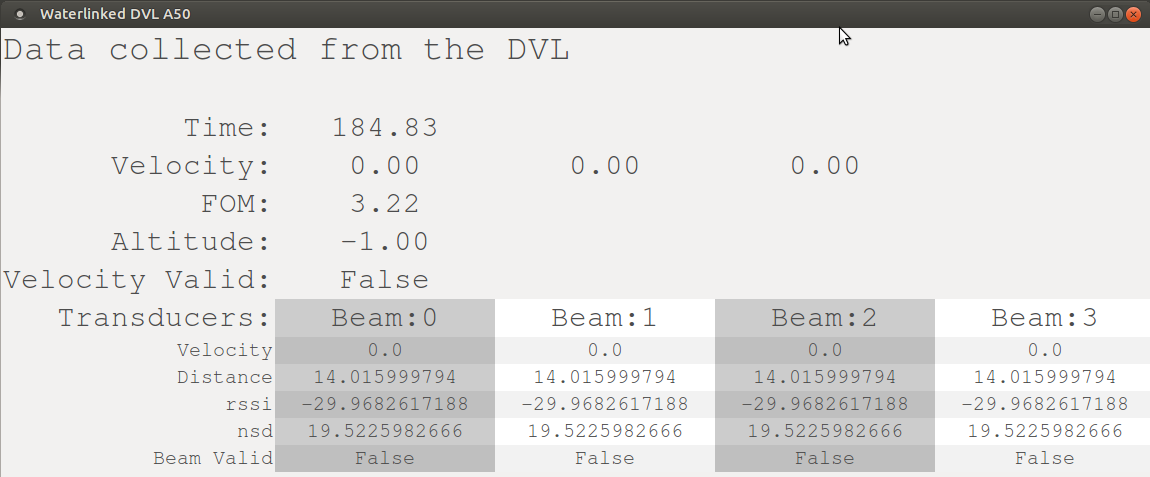 Waterlinked DVL A50
Data collected from the DVL
Time: 184.83
Velocity: 0.00 0.00 0.00
FOM: 3.22
Altitude: -1.00
Velocity Valid: False
Transducers: Beam:0 Beam:1 Beam:2 Beam:3
Velocity 0.0 0.0 0.0 0.0
Distance 14.015999794 14.015999794 14.015999794 14.015999794
rssi -29.9682617188 -29.9682617188 -29.9682617188 -29.9682617188
nsd 19.5225982666 19.5225982666 19.5225982666 19.5225982666
Beam Valid False False False False